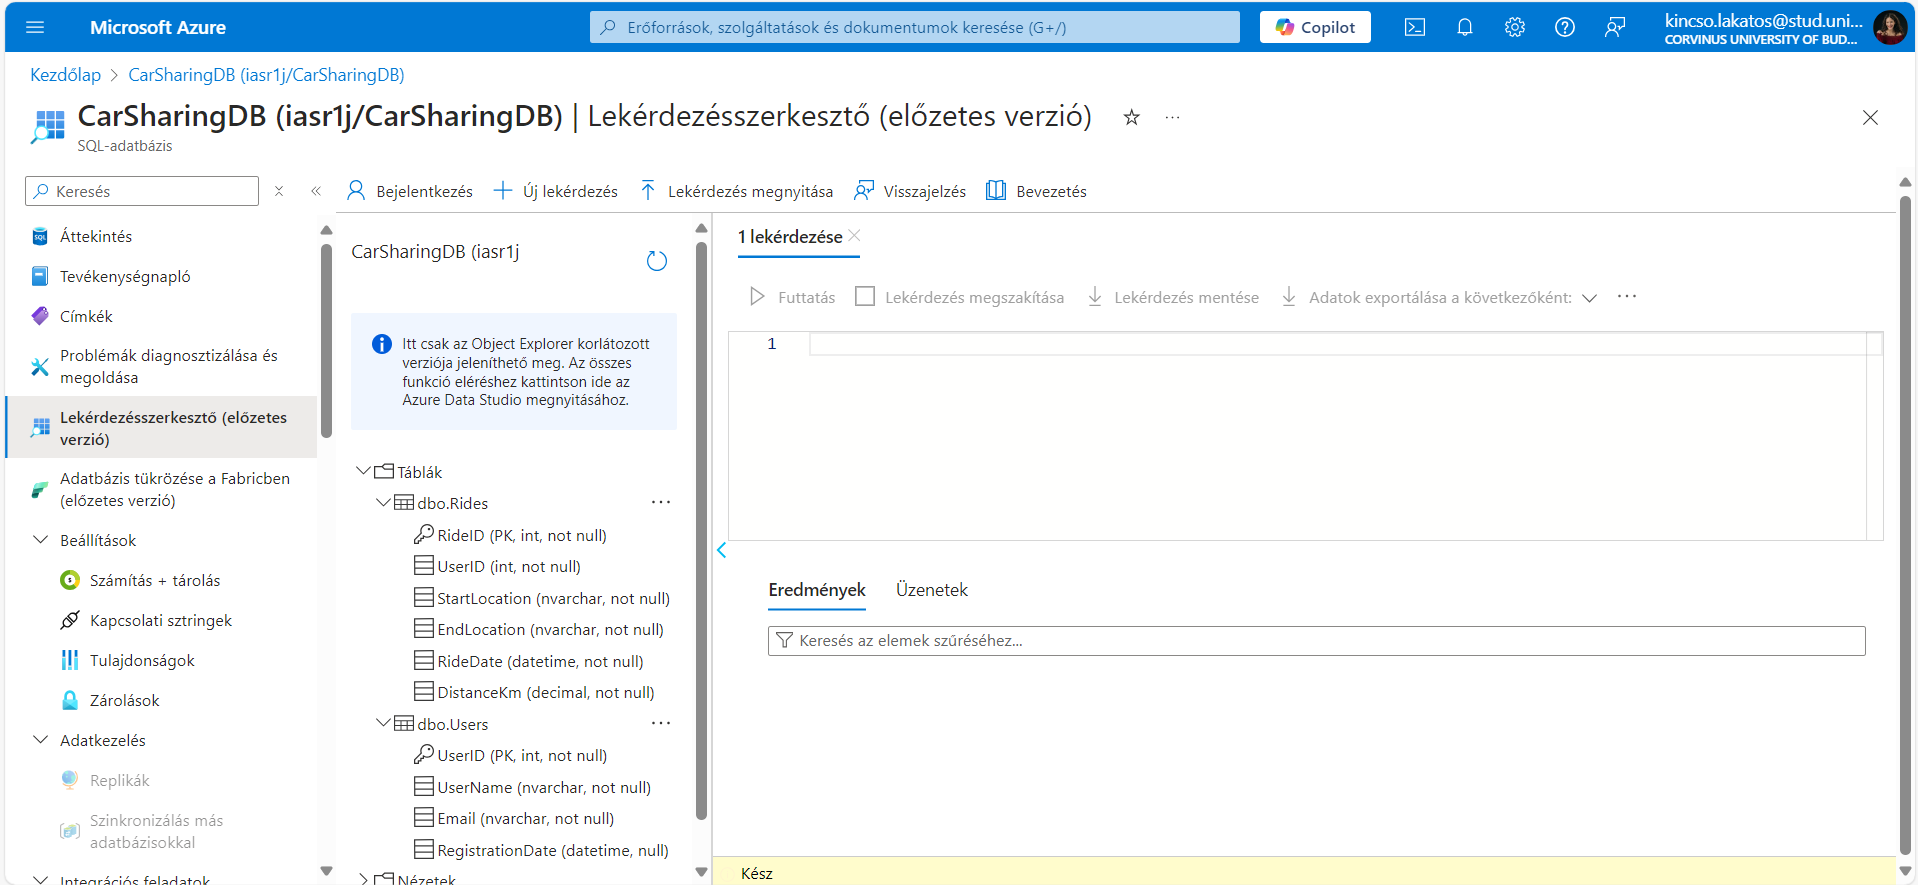 Microsoft Azure
Erőforrások, szolgáltatások és dokumentumok keresése (G+/)
Copilot
kincso.lakatos@stud.uni...
CORVINUS UNIVERSITY OF BUD...
Kezdőlap > CarSharingDB (iasr1j/CarSharingDB)
CarSharingDB (iasr1j/CarSharingDB) | Lekérdezésszerkesztő (előzetes verzió)
SQL-adatbázis
Keresés
Bejelentkezés
Új lekérdezés
Lekérdezés megnyitása
Visszajelzés
Bevezetés
Áttekintés
Tevékenységnapló
Címkék
Problémák diagnosztizálása és
megoldása
Lekérdezésszerkesztő (előzetes
verzió)
Adatbázis tükrözése a Fabricben
(előzetes verzió)
Beállítások
Számítás + tárolás
Kapcsolati sztringek
Tulajdonságok
Zárolások
Adatkezelés
Replikák
Szinkronizálás más
adatbázisokkal
Integrációs feladatok
CarSharingDB (iasr1j
Itt csak az Object Explorer korlátozott
verziója jeleníthető meg. Az összes
funkció eléréshez kattintson ide az
Azure Data Studio megnyitásához.
Táblák
dbo.Rides
RideID (PK, int, not null)
UserID (int, not null)
StartLocation (nvarchar, not null)
EndLocation (nvarchar, not null)
RideDate (datetime, not null)
DistanceKm (decimal, not null)
dbo.Users
UserID (PK, int, not null)
UserName (nvarchar, not null)
Email (nvarchar, not null)
RegistrationDate (datetime, not null)
Nézetek
1 lekérdezése
Futtatás
Lekérdezés megszakítása
Lekérdezés mentése
Adatok exportálása a következőként:
1
Eredmények
Üzenetek
Keresés az elemek szűréséhez...
Kész